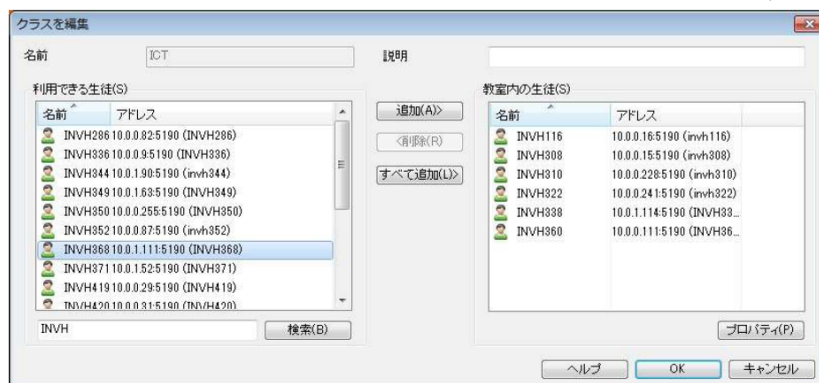 クラスを編集
名前 ICT 説明
利用できる生徒(S)
名前 アドレス
INVH286 10.0.0.82:5190 (INVH286)
INVH336 10.0.0.9:5190 (INVH336)
INVH344 10.0.1.90:5190 (invh344)
INVH349 10.0.1.63:5190 (INVH349)
INVH350 10.0.0.255:5190 (INVH350)
INVH352 10.0.0.87:5190 (invh352)
INVH368 10.0.1.111:5190 (INVH368)
INVH371 10.0.1.52:5190 (INVH371)
INVH419 10.0.0.29:5190 (INVH419)
INVH420 10.0.0.31:5190 (INVH420)
INVH 検索(B)
追加(A)>
<削除(R)
すべて追加(L)>
教室内の生徒(S)
名前 アドレス
INVH116 10.0.0.16:5190 (invh116)
INVH308 10.0.0.15:5190 (invh308)
INVH310 10.0.0.228:5190 (invh310)
INVH322 10.0.0.241:5190 (invh322)
INVH338 10.0.1.114:5190 (INVH33...
INVH360 10.0.0.111:5190 (INVH36...
プロパティ(P)
ヘルプ OK キャンセル